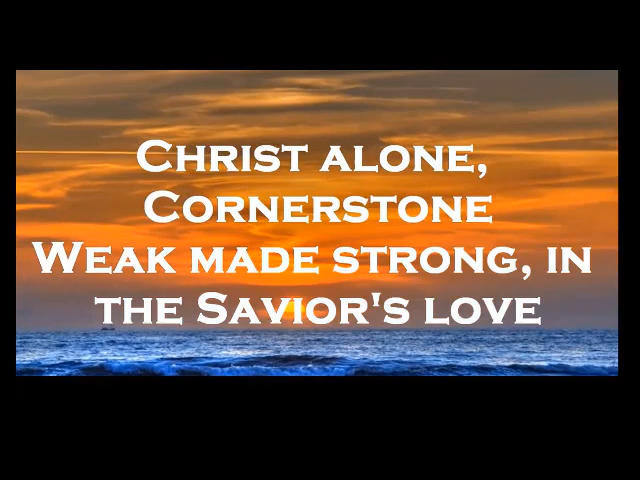 Christ alone,
Cornerstone
Weak made strong, in
the Savior's love